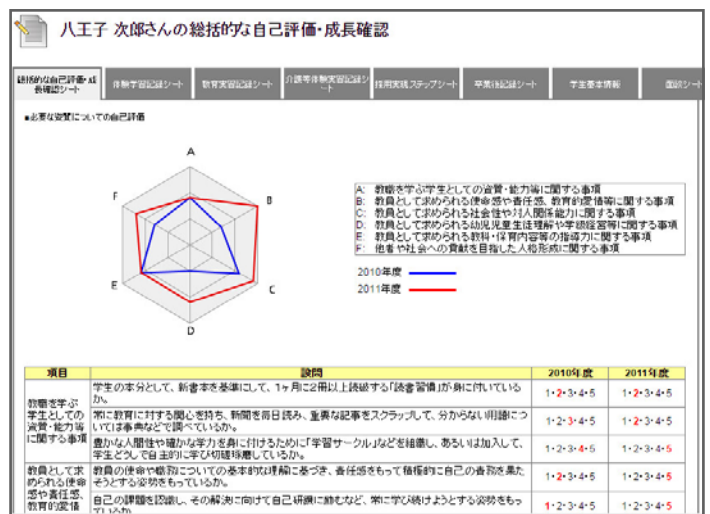 八王子 次郎さんの総括的な自己評価・成長確認
総括的な自己評価・成
長確認シート
体験学習記録シート
教育実習記録シート
介護等体験実習記録シ
ート
採用実践ステップシート
卒業後記録シート
学生基本情報
面談シート
■必要な資質についての自己評価
A
B
C
D
E
F
A: 教職を学ぶ学生としての資質・能力等に関する事項
B: 教員として求められる使命感や責任感、教育的愛情等に関する事項
C: 教員として求められる社会性や対人関係能力に関する事項
D: 教員として求められる幼児児童生徒理解や学級経営等に関する事項
E: 教員として求められる教科・保育内容等の指導力に関する事項
F: 他者や社会への貢献を目指した人格形成に関する事項
2010年度
2011年度
項目 設問 2010年度 2011年度
教職を学ぶ
学生としての
資質・能力等
に関する事項
学生の本分として、新書本を基準にして、1ヶ月に2冊以上読破する「読書習慣」が身に付いている
か。
1・2・3・4・5 1・2・3・4・5
常に教育に対する関心を持ち、新聞を毎日読み、重要な記事をスクラップして、分からない用語につ
いては事典などで調べているか。
1・2・3・4・5 1・2・3・4・5
豊かな人間性や確かな学力を身に付けるために「学習サークル」などを組織し、あるいは加入して、
学生どうしで自主的に学び切磋琢磨しているか。
1・2・3・4・5 1・2・3・4・5
教員として求
められる使命
感や責任感、
教育的愛情
教員の使命や職務についての基本的な理解に基づき、責任感をもって積極的に自己の責務を果た
そうとする姿勢をもっているか。
1・2・3・4・5 1・2・3・4・5
自己の課題を認識し、その解決に向けて自己研鑽に励むなど、常に学び続けようとする姿勢をもっ
ているか。
1・2・3・4・5 1・2・3・4・5